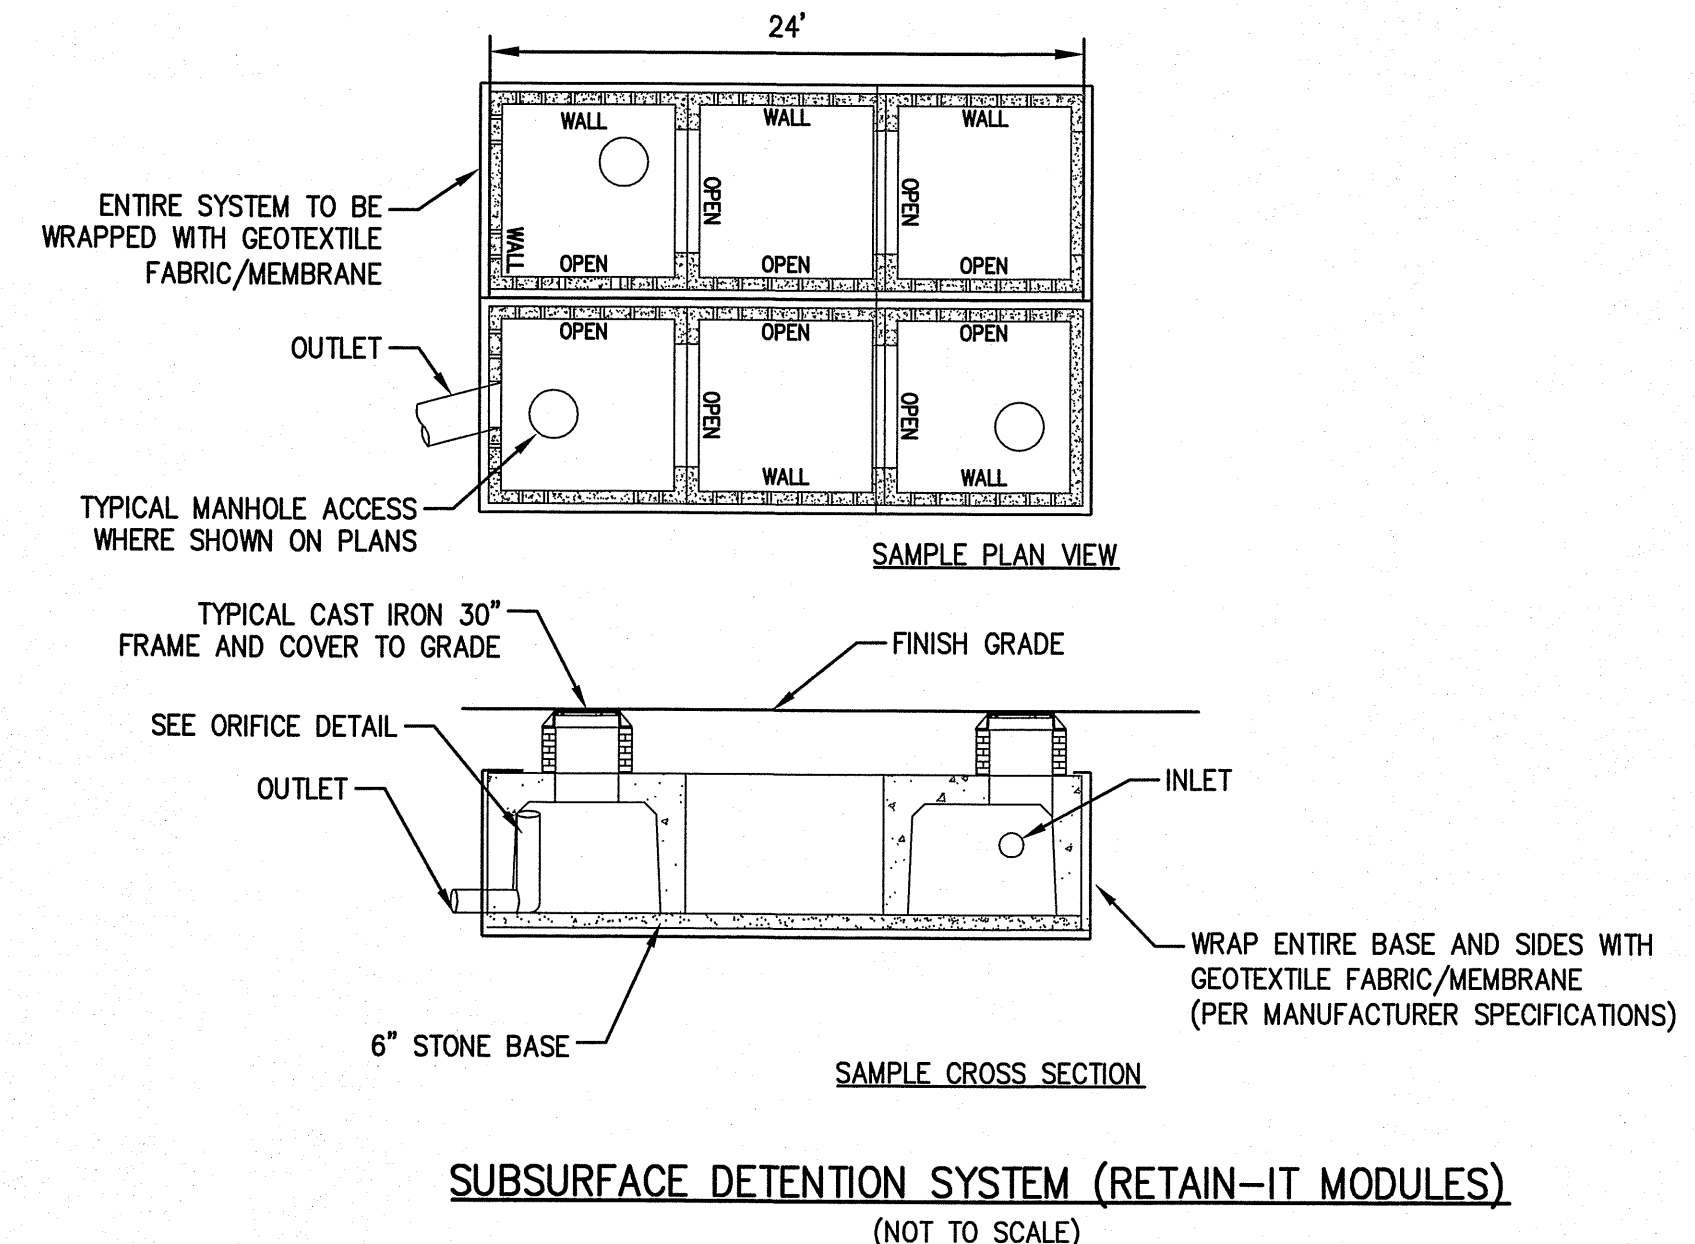 24'
WALL
WALL
WALL
ENTIRE SYSTEM TO BE
WRAPPED WITH GEOTEXTILE
FABRIC/MEMBRANE
OPEN
OPEN
WALL
OPEN
OPEN
OPEN
OUTLET
OPEN
OPEN
OPEN
OPEN
OPEN
WALL
WALL
TYPICAL MANHOLE ACCESS
WHERE SHOWN ON PLANS
SAMPLE PLAN VIEW
TYPICAL CAST IRON 30"
FRAME AND COVER TO GRADE
FINISH GRADE
SEE ORIFICE DETAIL
OUTLET
INLET
WRAP ENTIRE BASE AND SIDES WITH
GEOTEXTILE FABRIC/MEMBRANE
(PER MANUFACTURER SPECIFICATIONS)
6" STONE BASE
SAMPLE CROSS SECTION
SUBSURFACE DETENTION SYSTEM (RETAIN-IT MODULES)
(NOT TO SCALE)